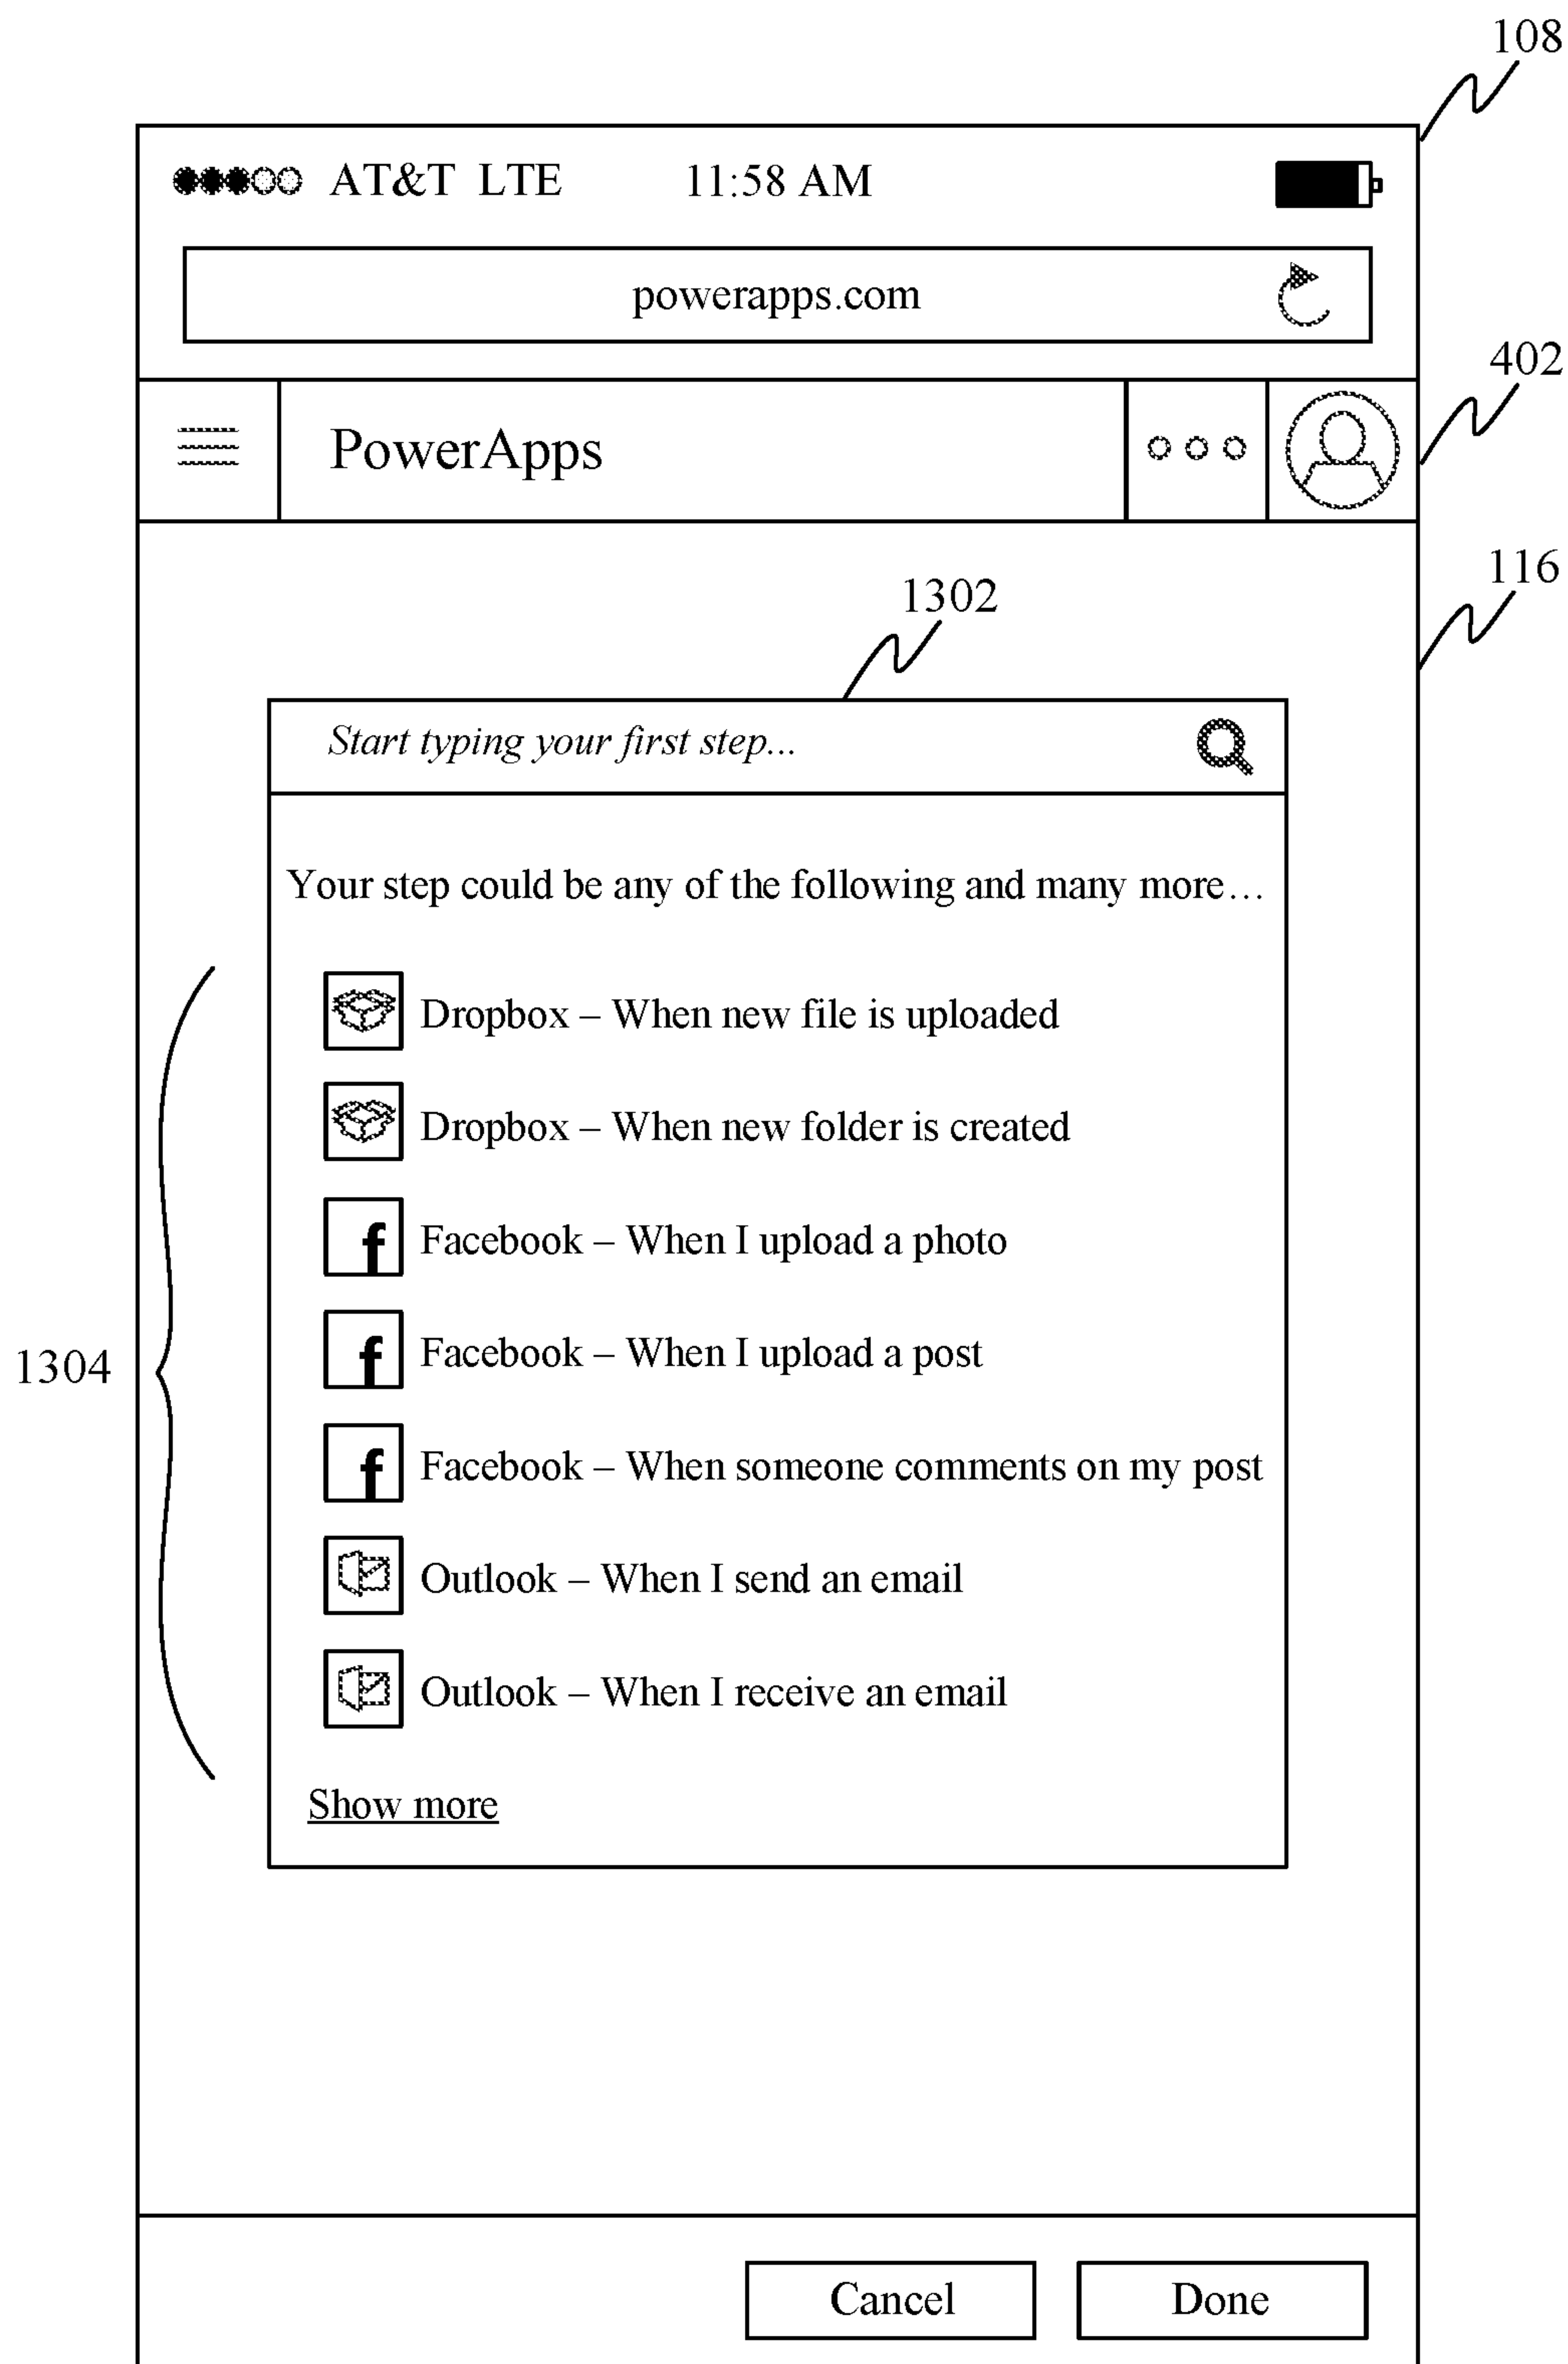 108
AT&T LTE 11:58 AM
powerapps.com
402
PowerApps
116
1302
Start typing your first step...
Your step could be any of the following and many more…
Dropbox – When new file is uploaded
Dropbox – When new folder is created
Facebook – When I upload a photo
Facebook – When I upload a post
1304
Facebook – When someone comments on my post
Outlook – When I send an email
Outlook – When I receive an email
Show more
Cancel Done